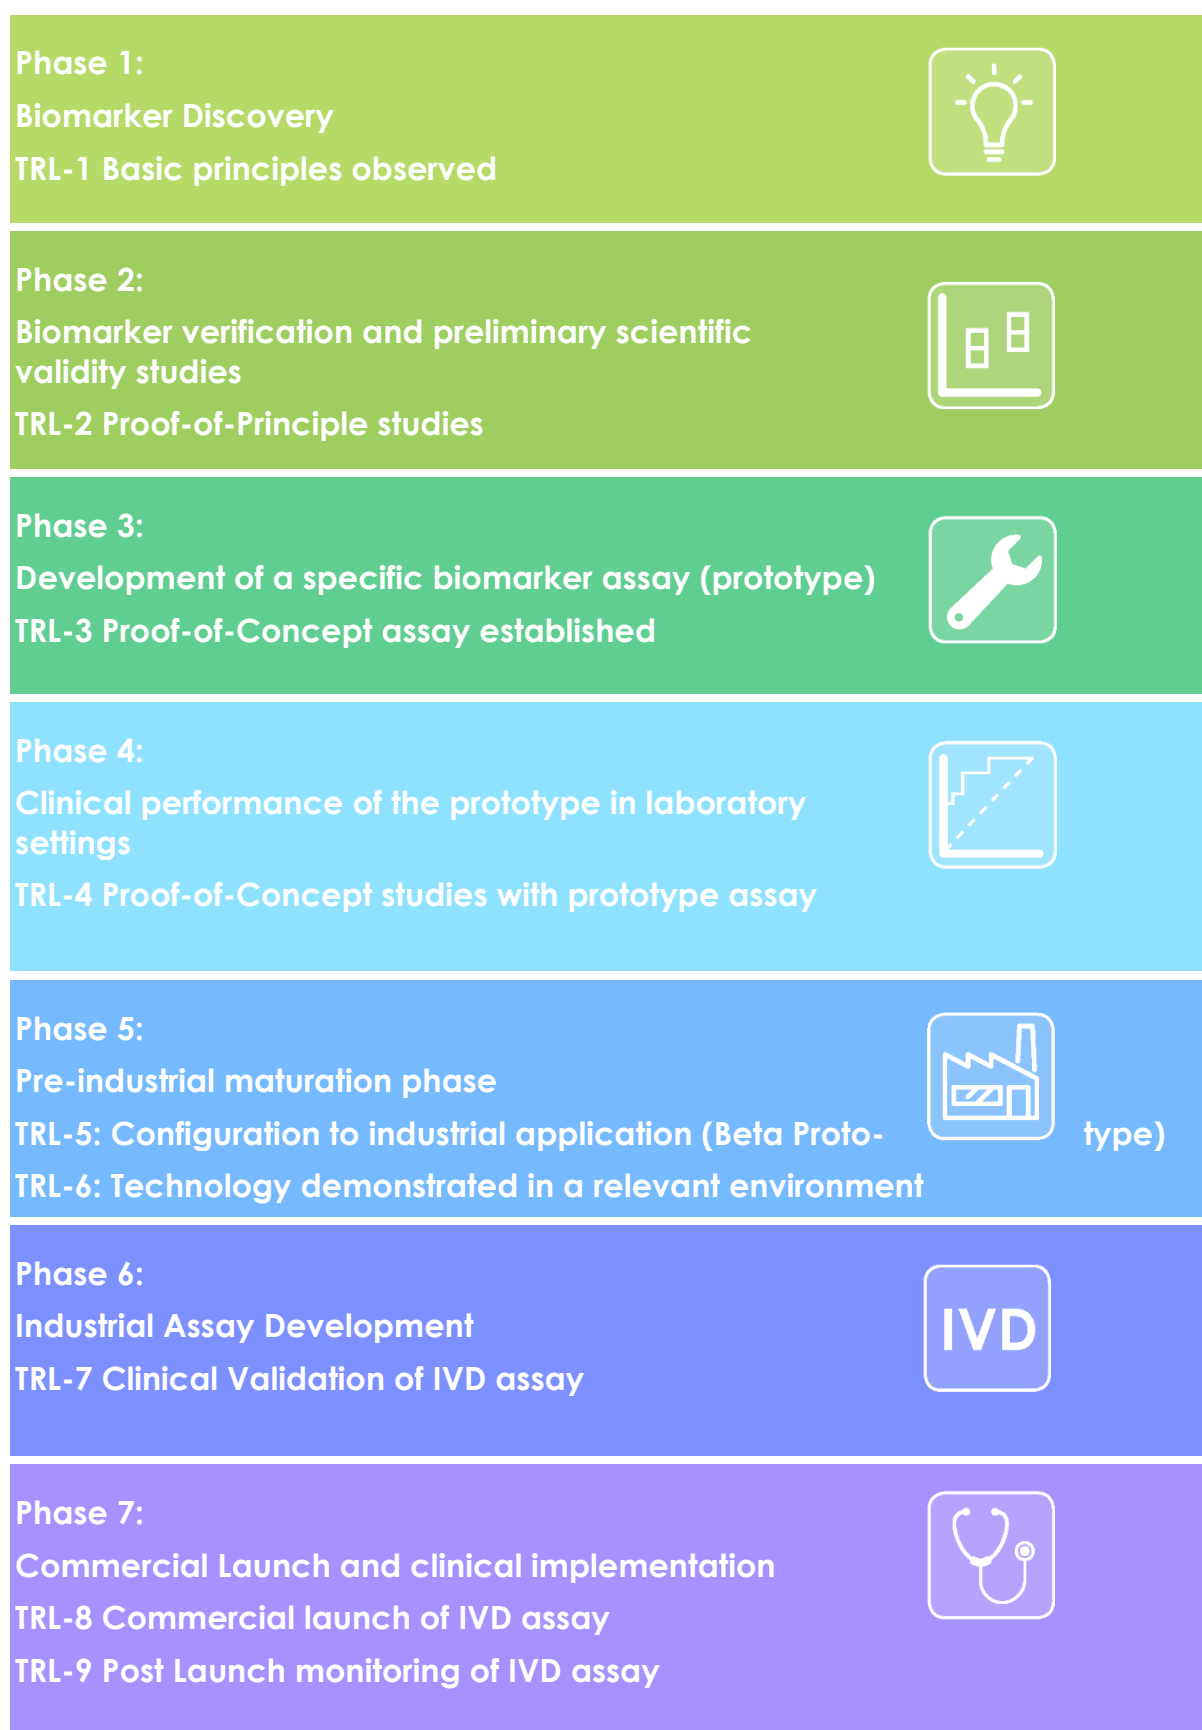 Phase 1:
Biomarker Discovery
TRL-1 Basic principles observed
Phase 2:
Biomarker verification and preliminary scientific
validity studies
TRL-2 Proof-of-Principle studies
Phase 3:
Development of a specific biomarker assay (prototype)
TRL-3 Proof-of-Concept assay established
Phase 4:
Clinical performance of the prototype in laboratory
settings
TRL-4 Proof-of-Concept studies with prototype assay
Phase 5:
Pre-industrial maturation phase
TRL-5: Configuration to industrial application (Beta Proto- type)
TRL-6: Technology demonstrated in a relevant environment
Phase 6:
Industrial Assay Development
TRL-7 Clinical Validation of IVD assay
IVD
Phase 7:
Commercial Launch and clinical implementation
TRL-8 Commercial launch of IVD assay
TRL-9 Post Launch monitoring of IVD assay